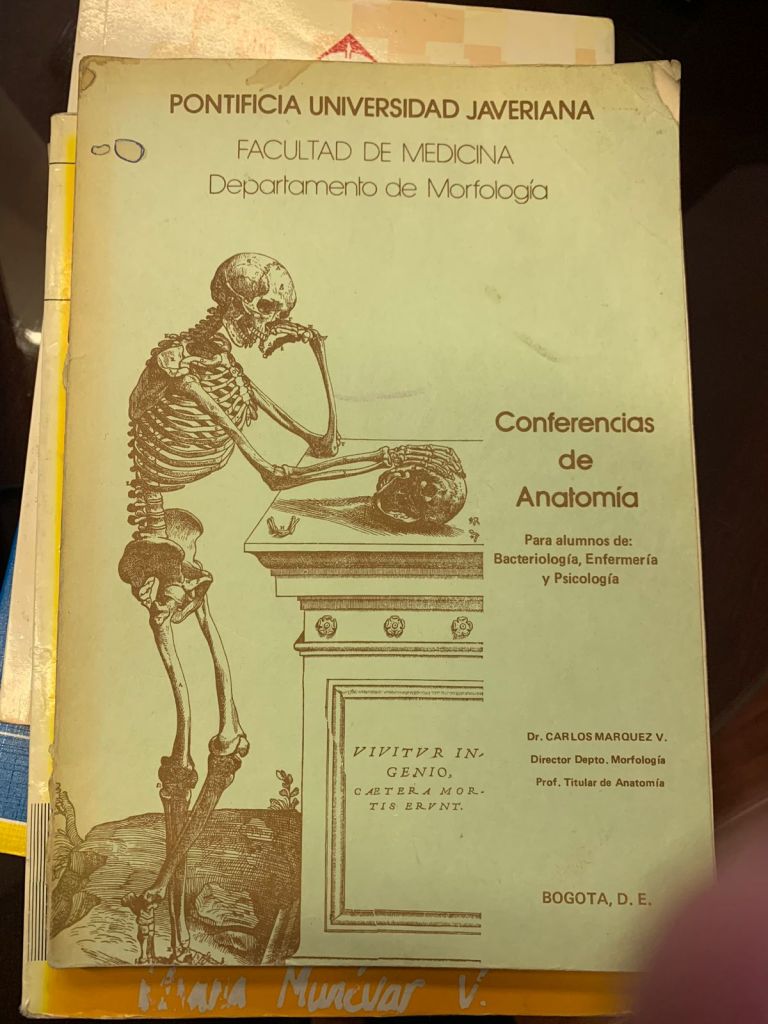 PONTIFICIA UNIVERSIDAD JAVERIANA
FACULTAD DE MEDICINA
Departamento de Morfología
Conferencias
de
Anatomía
Para alumnos de:
Bacteriología, Enfermería
y Psicología
VIVITVR IN-
GENIO,
CAETERA MOR-
TIS ERVNT.
Dr. CARLOS MARQUEZ V.
Director Depto. Morfología
Prof. Titular de Anatomía
BOGOTA, D. E.
Munévar V.